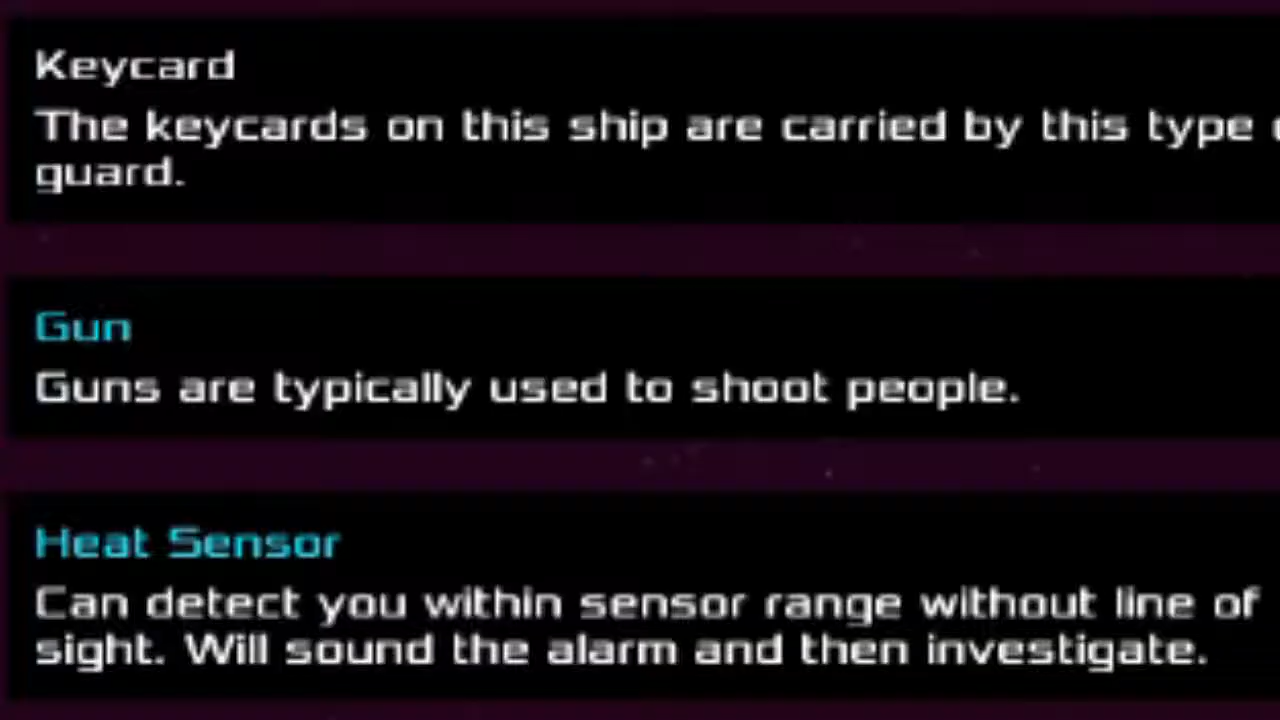 Keycard
The keycards on this ship are carried by this type
guard.
Gun
Guns are typically used to shoot people.
Heat Sensor
Can detect you within sensor range without line of
sight. Will sound the alarm and then investigate.